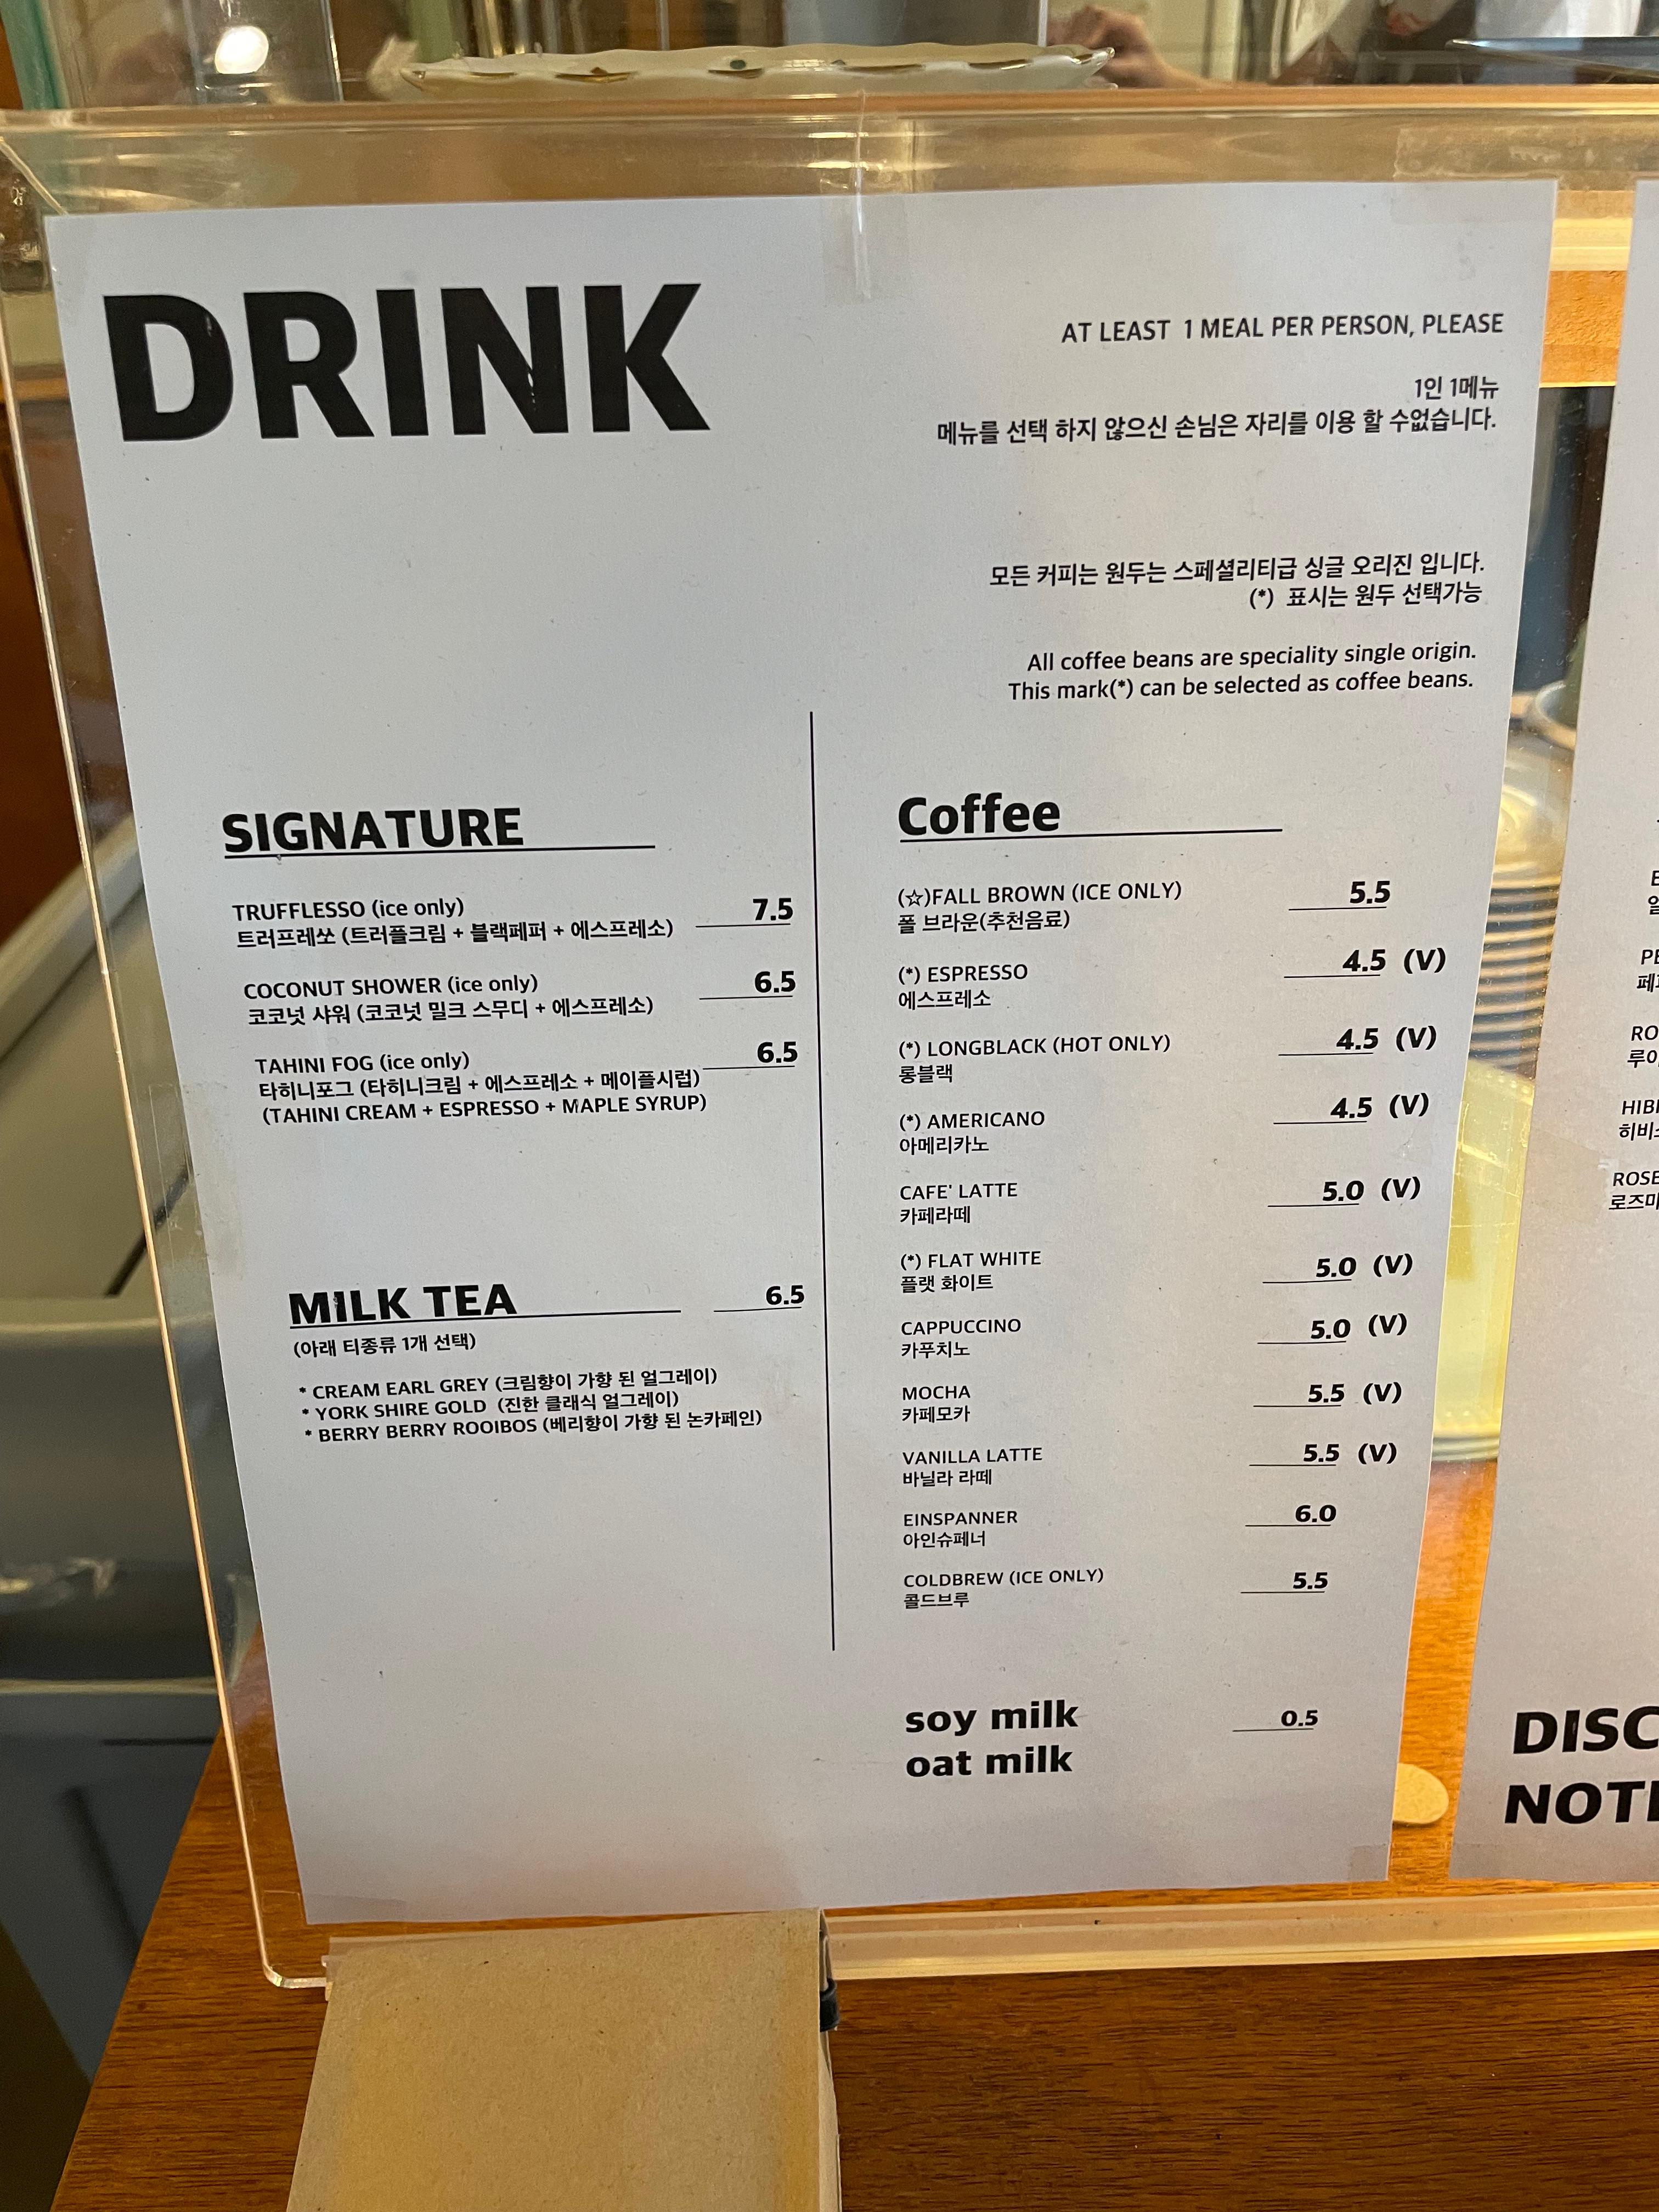 DRINK
AT LEAST 1 MEAL PER PERSON, PLEASE
1인 1메뉴
메뉴를 선택 하지 않으신 손님은 자리를 이용 할 수없습니다.
모든 커피는 원두는 스페셜리티급 싱글 오리진 입니다.
(*) 표시는 원두 선택가능
All coffee beans are speciality single origin.
This mark(*) can be selected as coffee beans.
SIGNATURE
TRUFFLESSO (ice only) 7.5
트러프레쏘 (트러플크림 + 블랙페퍼 + 에스프레소)
COCONUT SHOWER (ice only) 6.5
코코넛 샤워 (코코넛 밀크 스무디 + 에스프레소)
TAHINI FOG (ice only) 6.5
타히니포그 (타히니크림 + 에스프레소 + 메이플시럽)
(TAHINI CREAM + ESPRESSO + MAPLE SYRUP)
MILK TEA 6.5
(아래 티종류 1개 선택)
* CREAM EARL GREY (크림향이 가향 된 얼그레이)
* YORK SHIRE GOLD (진한 클래식 얼그레이)
* BERRY BERRY ROOIBOS (베리향이 가향 된 논카페인)
Coffee
(☆)FALL BROWN (ICE ONLY) 5.5
폴 브라운(추천음료)
(*) ESPRESSO 4.5 (V)
에스프레소
(*) LONGBLACK (HOT ONLY) 4.5 (V)
롱블랙
(*) AMERICANO 4.5 (V)
아메리카노
CAFE' LATTE 5.0 (V)
카페라떼
(*) FLAT WHITE 5.0 (V)
플랫 화이트
CAPPUCCINO 5.0 (V)
카푸치노
MOCHA 5.5 (V)
카페모카
VANILLA LATTE 5.5 (V)
바닐라 라떼
EINSPANNER 6.0
아인슈페너
COLDBREW (ICE ONLY) 5.5
콜드브루
soy milk 0.5
oat milk